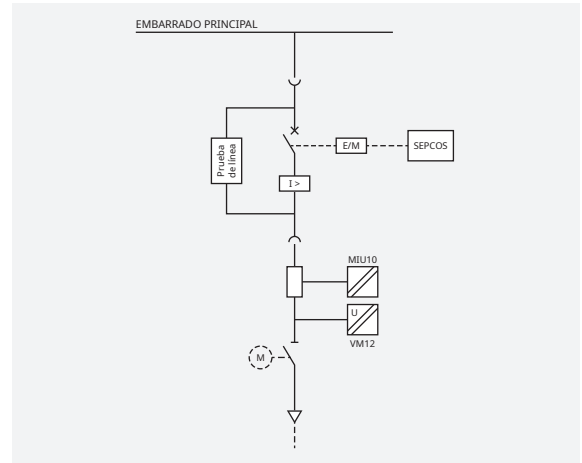 EMBARRADO PRINCIPAL
Prueba
de línea
E/M
SEPCOS
I >
MIU10
U
VM12
M